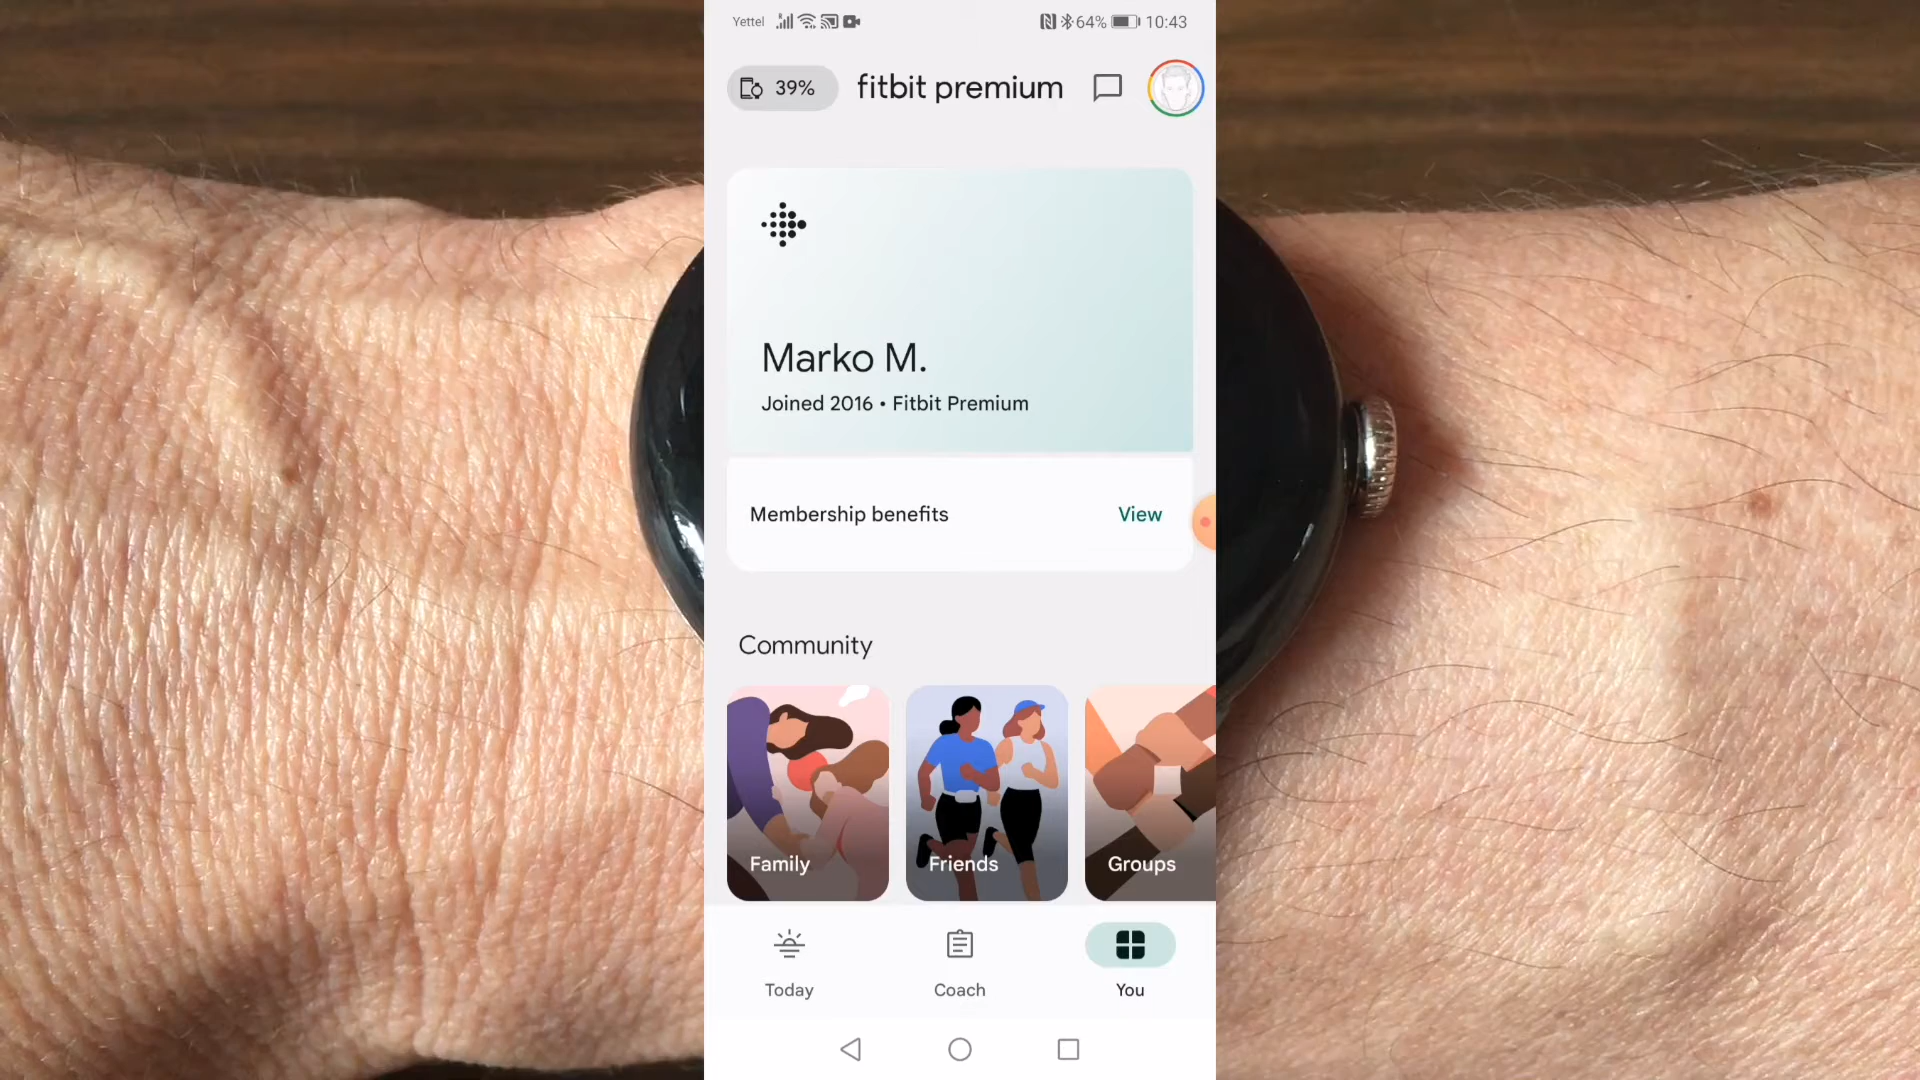 Yettel 64% 10:43
39% fitbit premium
Marko M.
Joined 2016 • Fitbit Premium
Membership benefits View
Community
Family Friends Groups
Today Coach You